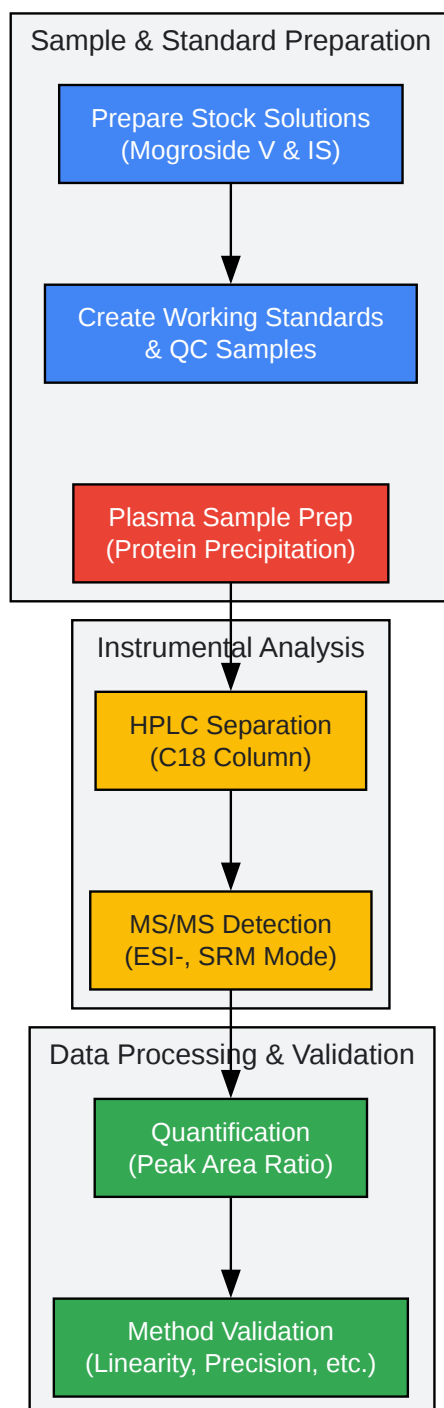 Sample & Standard Preparation
Prepare Stock Solutions
(Mogroside V & IS)
Create Working Standards
& QC Samples
Plasma Sample Prep
(Protein Precipitation)
Instrumental Analysis
HPLC Separation
(C18 Column)
MS/MS Detection
(ESI-, SRM Mode)
Data Processing & Validation
Quantification
(Peak Area Ratio)
Method Validation
(Linearity, Precision, etc.)